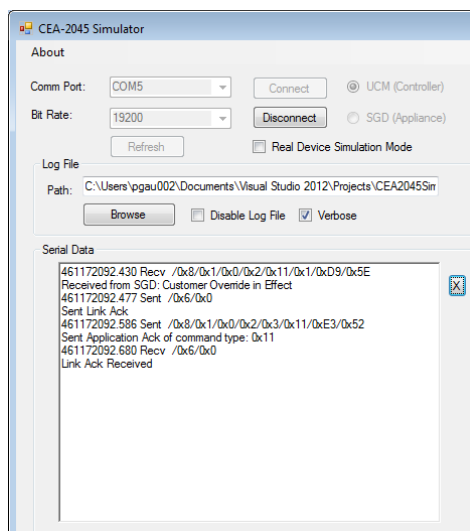 CEA-2045 Simulator
About
Comm Port: COM5 Connect UCM (Controller)
Bit Rate: 19200 Disconnect SGD (Appliance)
Refresh Real Device Simulation Mode
Log File
Path: C:\Users\pgau002\Documents\Visual Studio 2012\Projects\CEA2045Sim
Browse Disable Log File Verbose
Serial Data
461172092.430 Recv /0x8/0x1/0x0/0x2/0x11/0x1/0xD9/0x5E
X
Received from SGD: Customer Override in Effect
461172092.477 Sent /0x6/0x0
Sent Link Ack
461172092.586 Sent /0x8/0x1/0x0/0x2/0x3/0x11/0xE3/0x52
Sent Application Ack of command type: 0x11
461172092.680 Recv /0x6/0x0
Link Ack Received